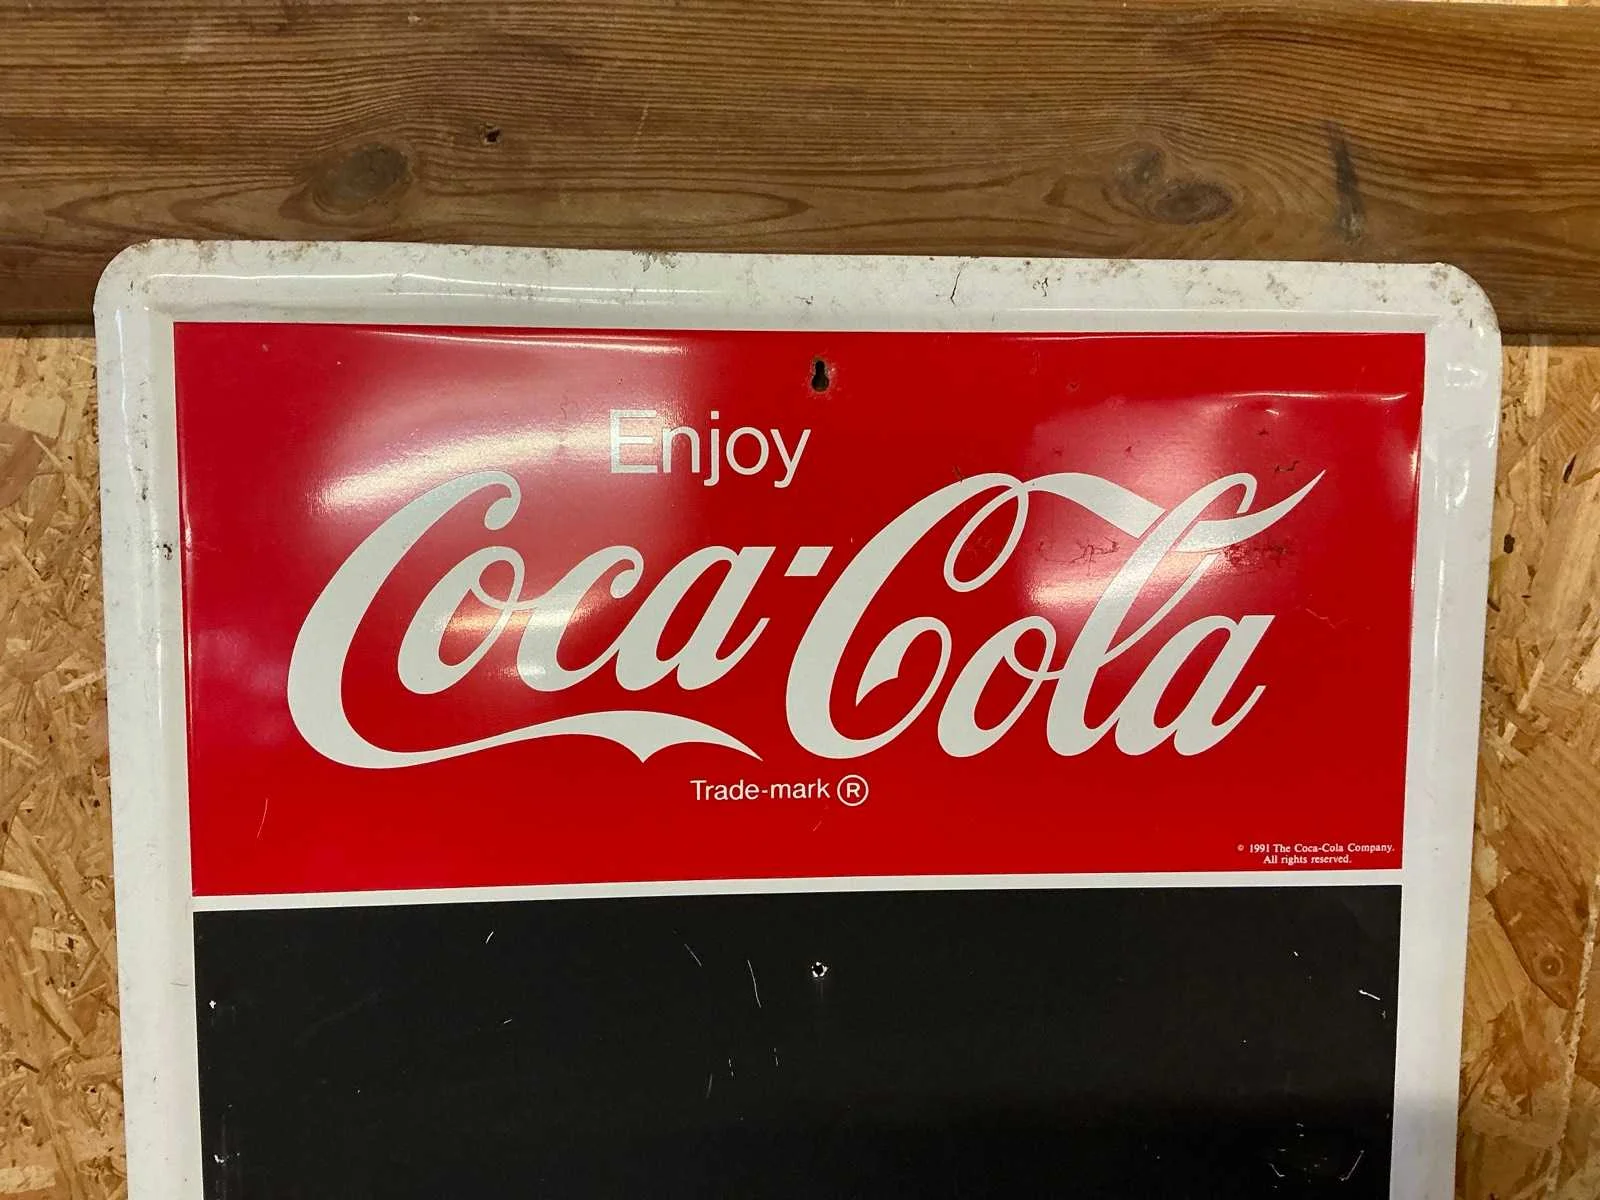 Enjoy
Coca-Cola
Trade-mark ®
© 1991 The Coca-Cola Company.
All rights reserved.